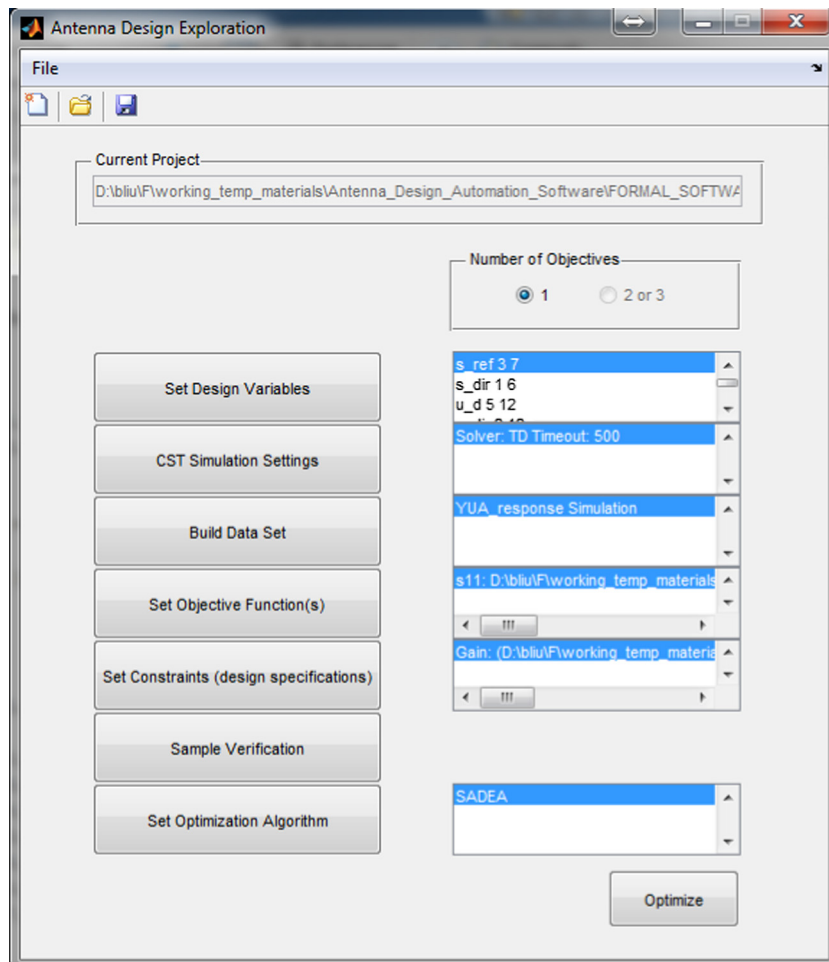 Antenna Design Exploration
File
Current Project
D:\bliu\F\working_temp_materials\Antenna_Design_Automation_Software\FORMAL_SOFTWA
Number of Objectives
1
2 or 3
Set Design Variables
s_ref 3 7
s_dir 1 6
u_d 5 12
CST Simulation Settings
Solver: TD Timeout: 500
Build Data Set
YUA_response Simulation
Set Objective Function(s)
s11: D:\bliu\F\working_temp_materials
Set Constraints (design specifications)
Gain: (D:\bliu\F\working_temp_materia
Sample Verification
Set Optimization Algorithm
SADEA
Optimize